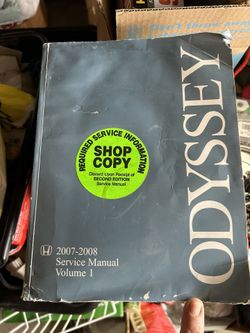 ODYSSEY
REQUIRED SERVICE INFORMATION
SHOP
COPY
Discard Upon Receipt of
SECOND EDITION
Service Manual
2007-2008
Service Manual
Volume 1